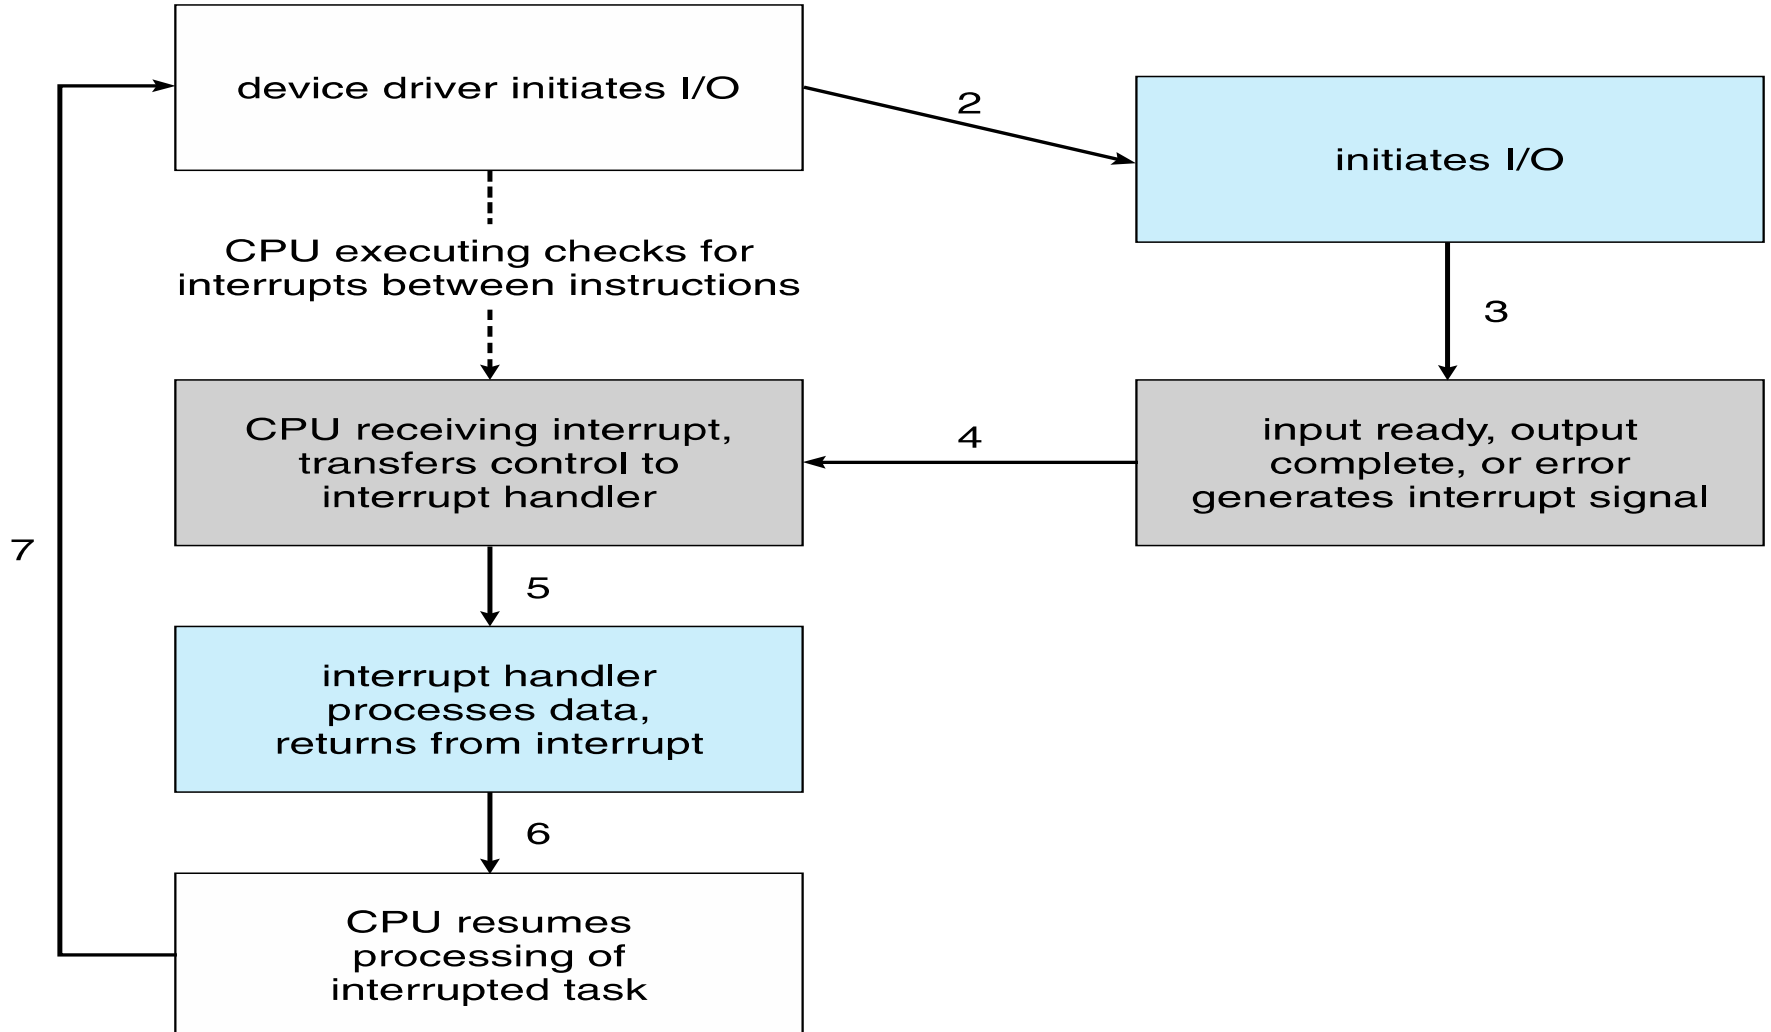 device driver initiates I/O
2
initiates I/O
CPU executing checks for
interrupts between instructions
3
CPU receiving interrupt,
transfers control to
interrupt handler
4
input ready, output
complete, or error
generates interrupt signal
7
5
interrupt handler
processes data,
returns from interrupt
6
CPU resumes
processing of
interrupted task